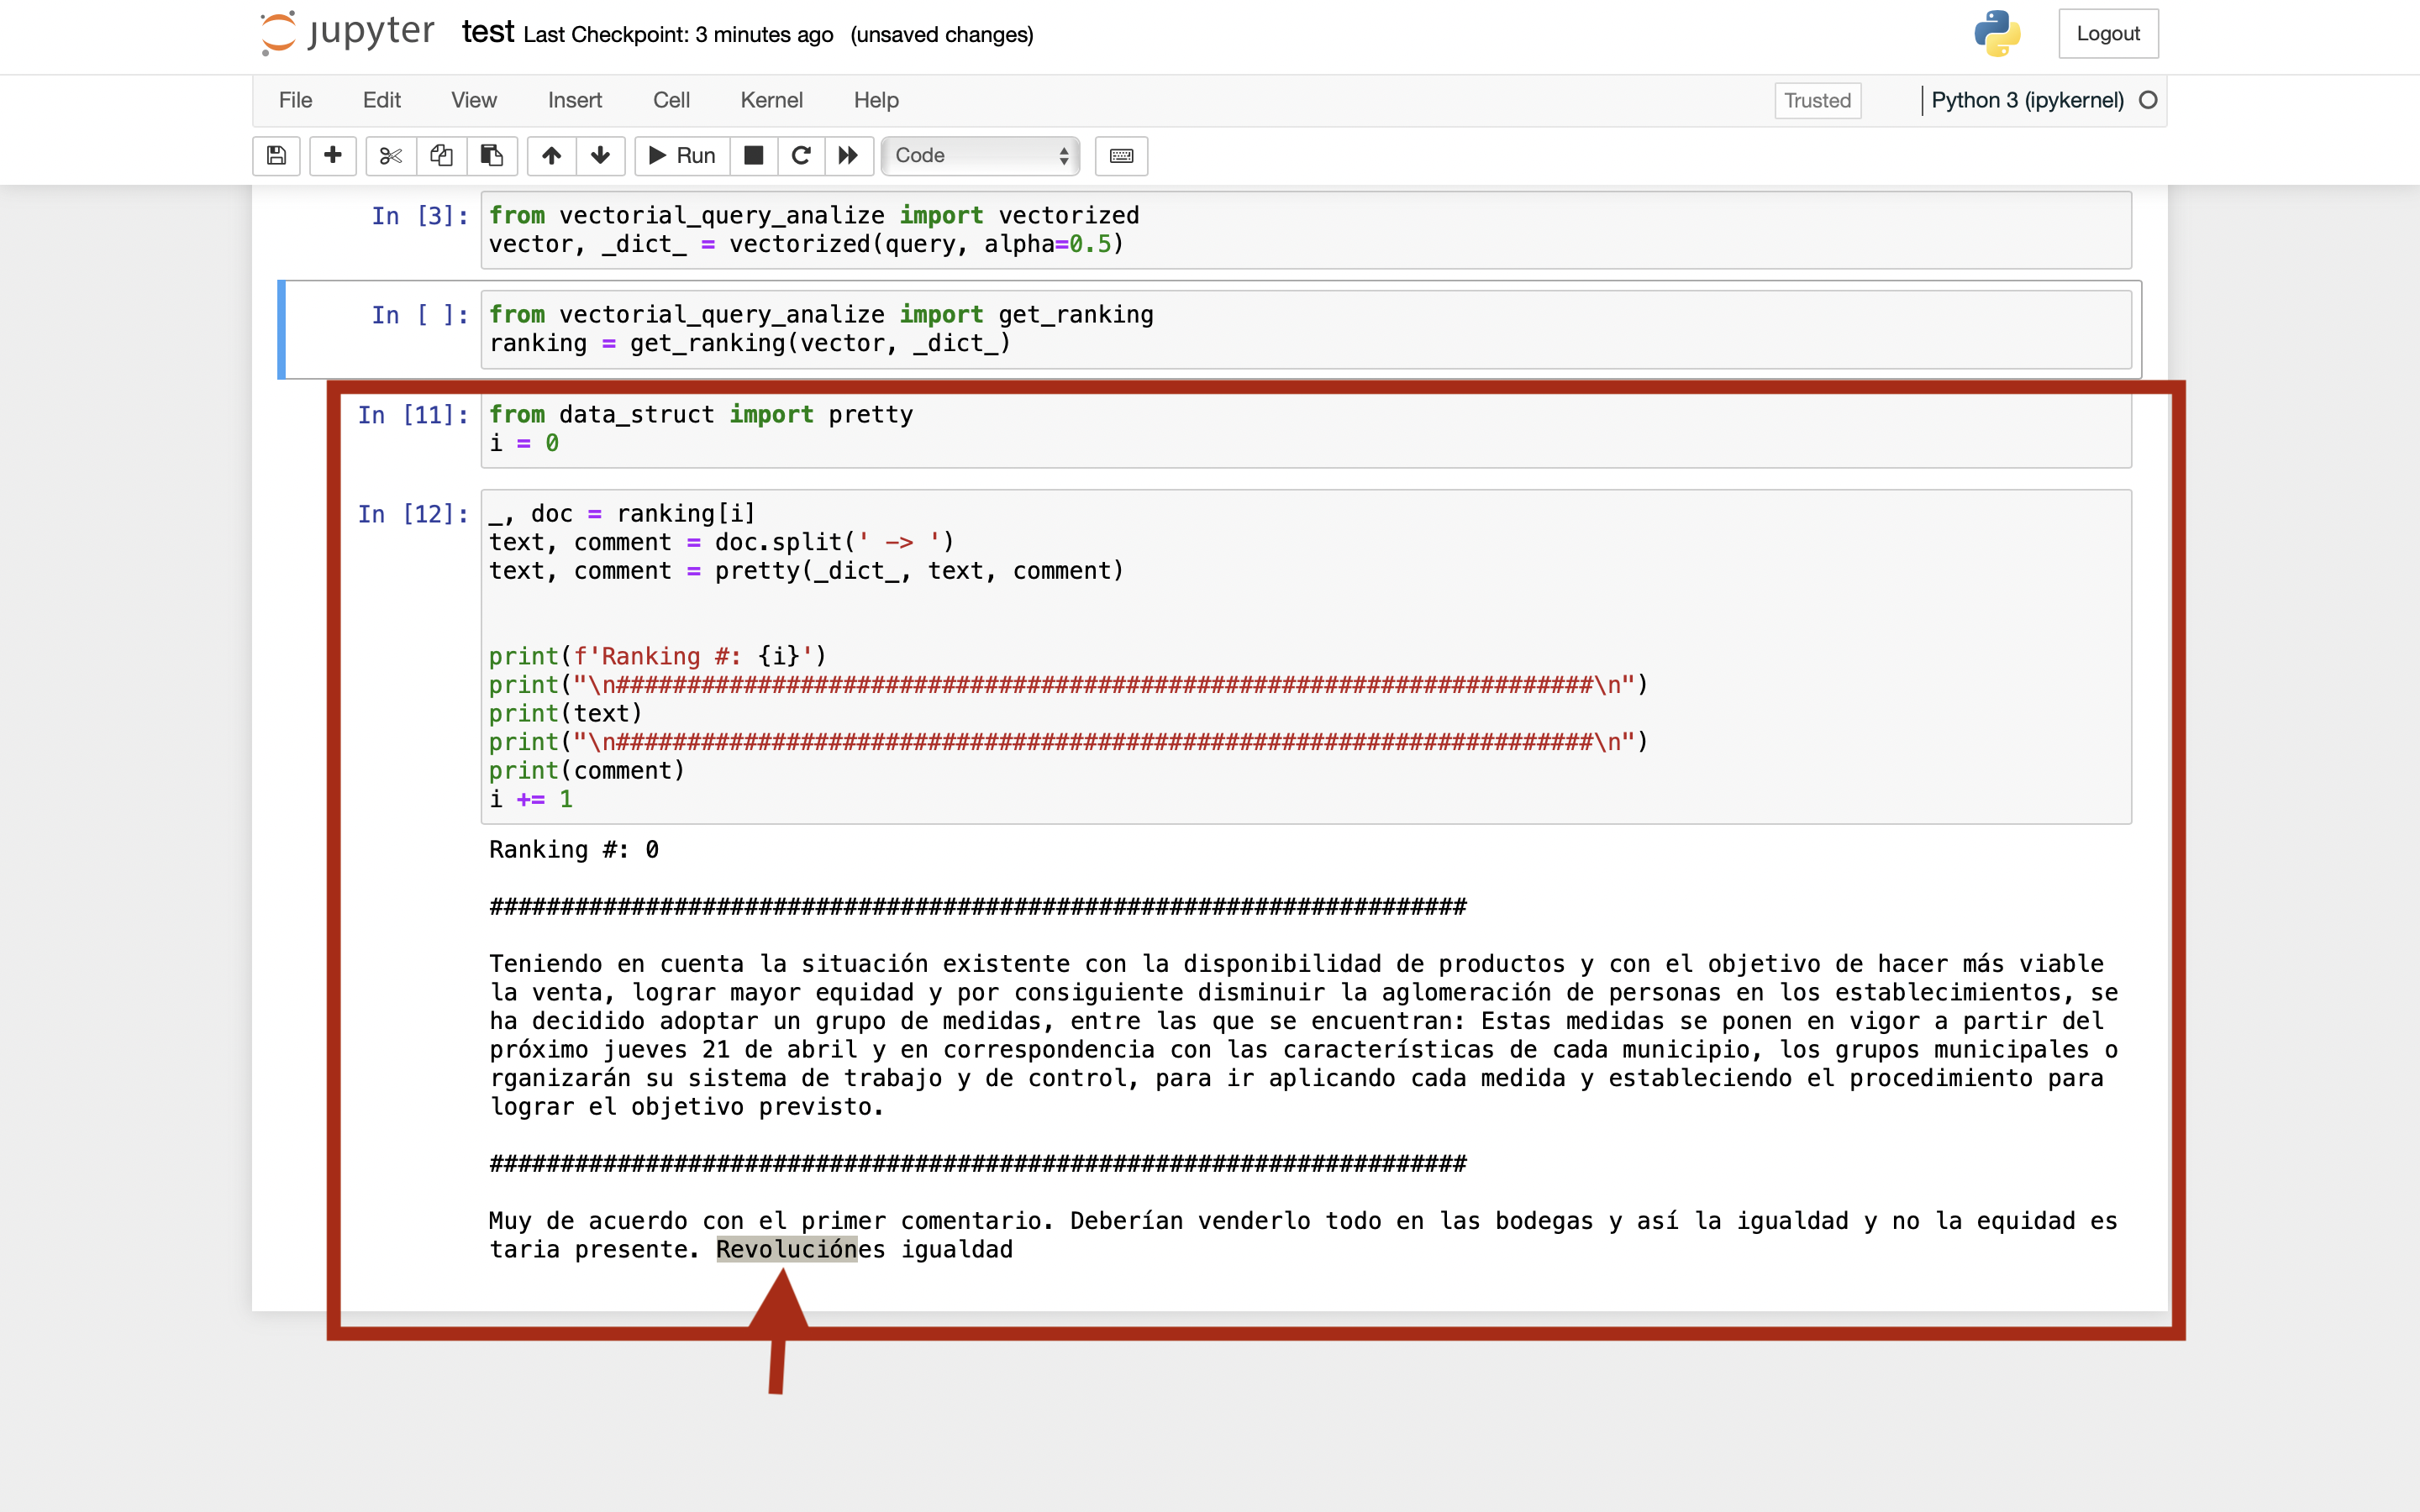 jupyter test Last Checkpoint: 3 minutes ago (unsaved changes) Logout
File Edit View Insert Cell Kernel Help Trusted Python 3 (ipykernel)
Run Code
In [3]: from vectorial_query_analize import vectorized
vector, _dict_ = vectorized(query, alpha=0.5)
In [ ]: from vectorial_query_analize import get_ranking
ranking = get_ranking(vector, _dict_)
In [11]: from data_struct import pretty
i = 0
In [12]: _, doc = ranking[i]
text, comment = doc.split(' -> ')
text, comment = pretty(_dict_, text, comment)
print(f'Ranking #: {i}')
print("\n#####################################################################\n")
print(text)
print("\n#####################################################################\n")
print(comment)
i += 1
Ranking #: 0
#####################################################################
Teniendo en cuenta la situación existente con la disponibilidad de productos y con el objetivo de hacer más viable
la venta, lograr mayor equidad y por consiguiente disminuir la aglomeración de personas en los establecimientos, se
ha decidido adoptar un grupo de medidas, entre las que se encuentran: Estas medidas se ponen en vigor a partir del
próximo jueves 21 de abril y en correspondencia con las características de cada municipio, los grupos municipales o
rganizarán su sistema de trabajo y de control, para ir aplicando cada medida y estableciendo el procedimiento para
lograr el objetivo previsto.
#####################################################################
Muy de acuerdo con el primer comentario. Deberían venderlo todo en las bodegas y así la igualdad y no la equidad es
taria presente. Revoluciónes igualdad